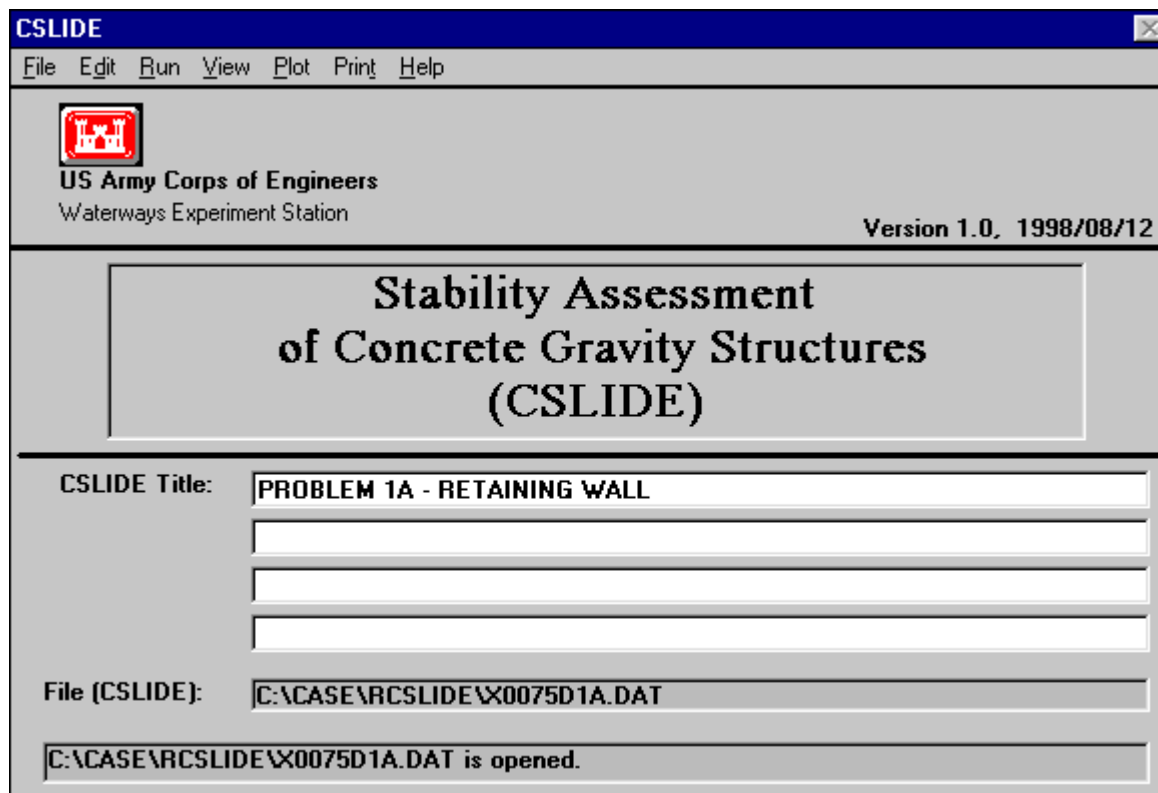 CSLIDE
File Edit Run View Plot Print Help
US Army Corps of Engineers
Waterways Experiment Station
Version 1.0, 1998/08/12
Stability Assessment
of Concrete Gravity Structures
(CSLIDE)
CSLIDE Title: PROBLEM 1A - RETAINING WALL
File (CSLIDE): C:\CASE\RCSLIDE\X0075D1A.DAT
C:\CASE\RCSLIDE\X0075D1A.DAT is opened.